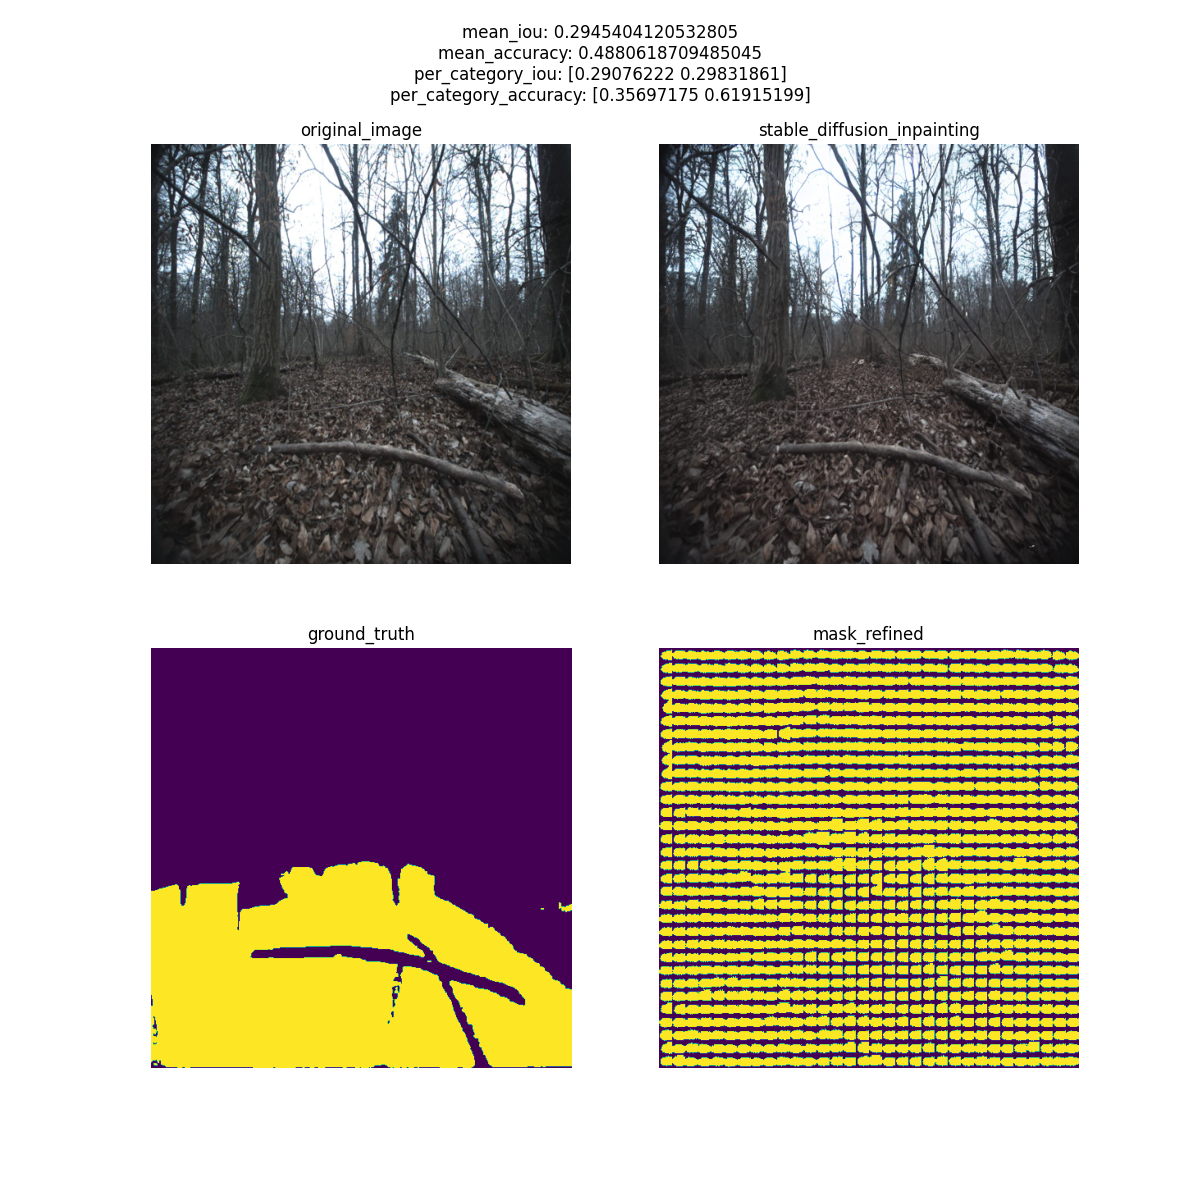 mean_iou: 0.2945404120532805
mean_accuracy: 0.4880618709485045
per_category_iou: [0.29076222 0.29831861]
per_category_accuracy: [0.35697175 0.61915199]
original_image
stable_diffusion_inpainting
ground_truth
mask_refined